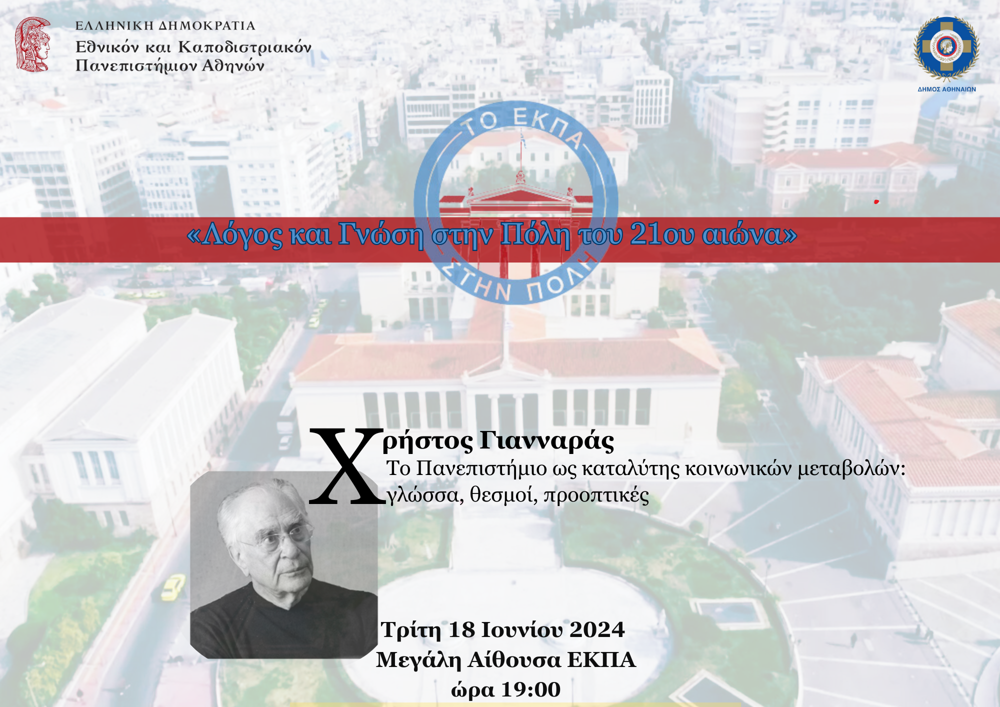 ΕΛΛΗΝΙΚΗ ΔΗΜΟΚΡΑΤΙΑ
Εθνικόν και Καποδιστριακόν
Πανεπιστήμιον Αθηνών
ΔΗΜΟΣ ΑΘΗΝΑΙΩΝ
ΤΟ ΕΚΠΑ
«Λόγος και Γνώση στην Πόλη του 21ου αιώνα»
ΣΤΗΝ ΠΟΛΗ
Χρήστος Γιανναράς
Το Πανεπιστήμιο ως καταλύτης κοινωνικών μεταβολών:
γλώσσα, θεσμοί, προοπτικές
Τρίτη 18 Ιουνίου 2024
Μεγάλη Αίθουσα ΕΚΠΑ
ώρα 19:00